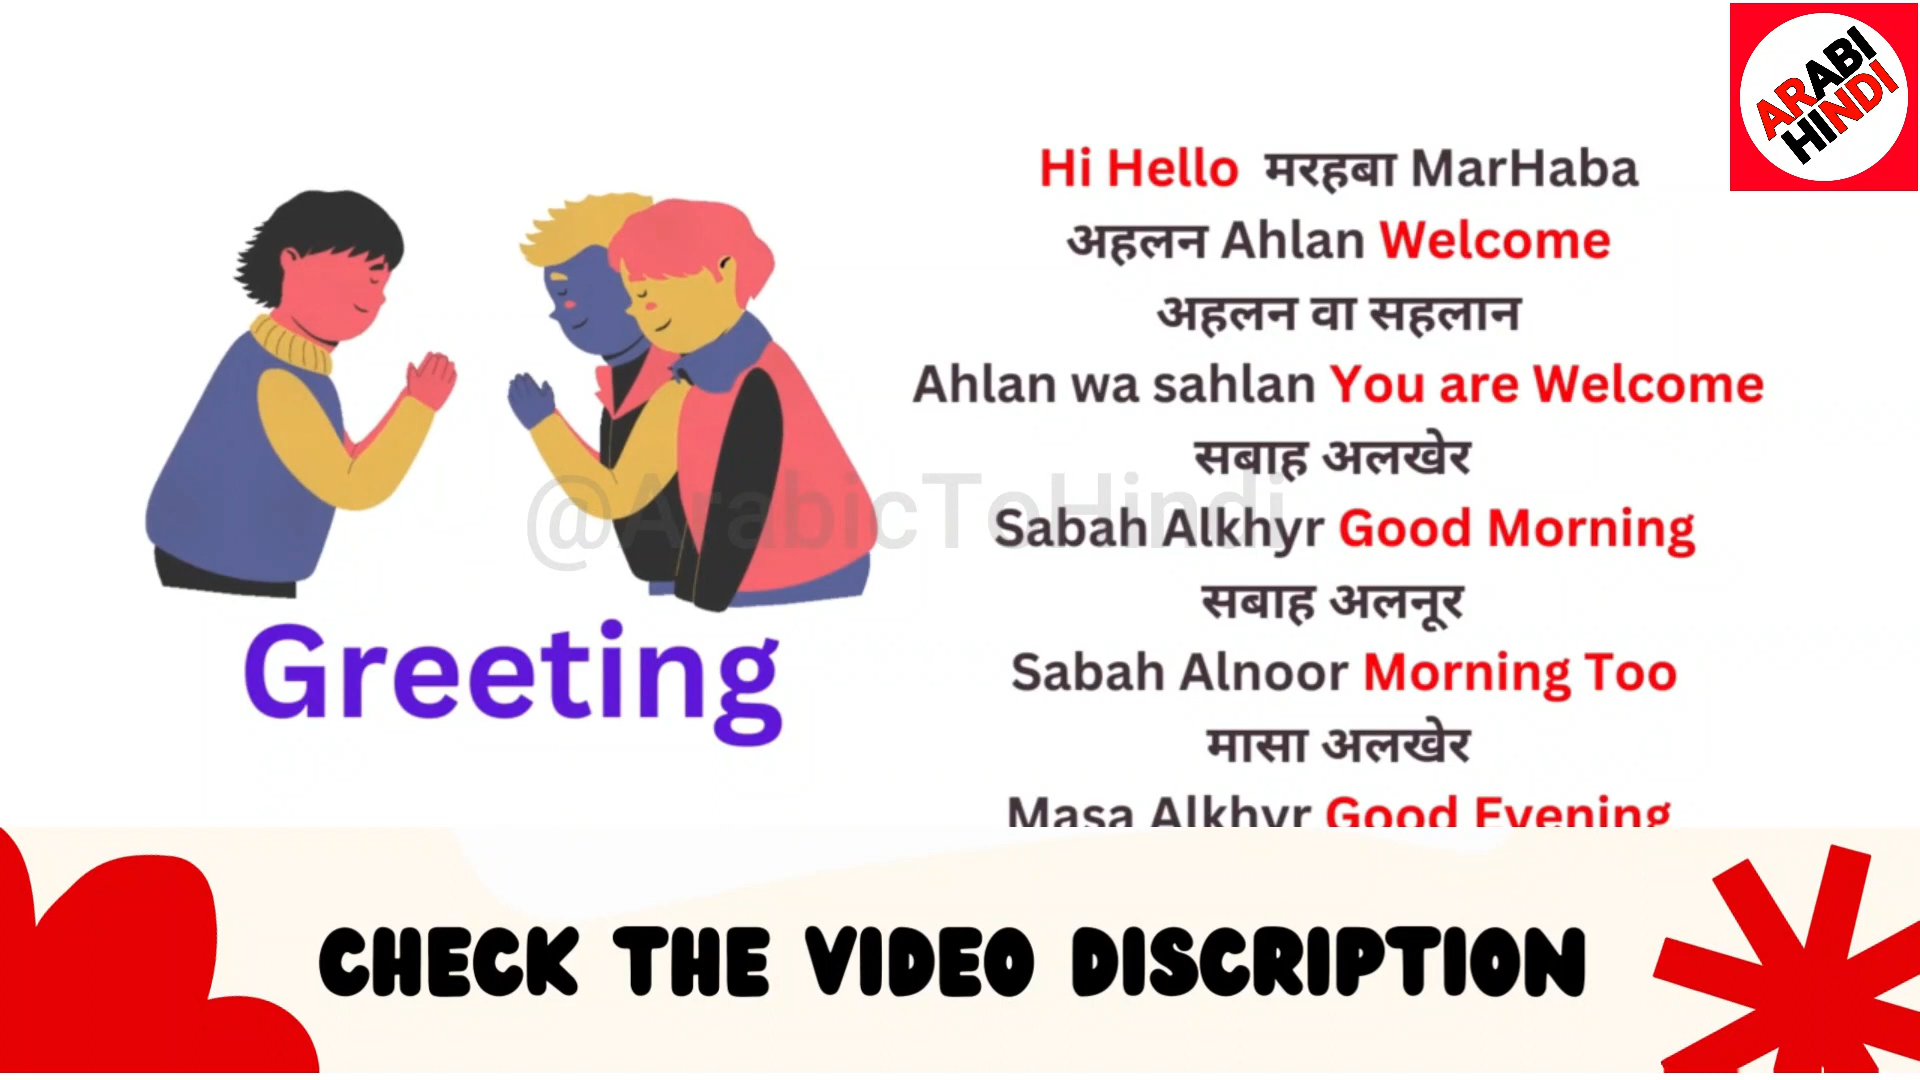 ARABI
HINDI
Hi Hello मरहबा MarHaba
अहलन Ahlan Welcome
अहलन वा सहलान
Ahlan wa sahlan You are Welcome
सबाह अलखेर
@ArabicToHindi
Sabah Alkhyr Good Morning
सबाह अलनूर
Sabah Alnoor Morning Too
मासा अलखेर
Masa Alkhyr Good Evening
Greeting
CHECK THE VIDEO DISCRIPTION